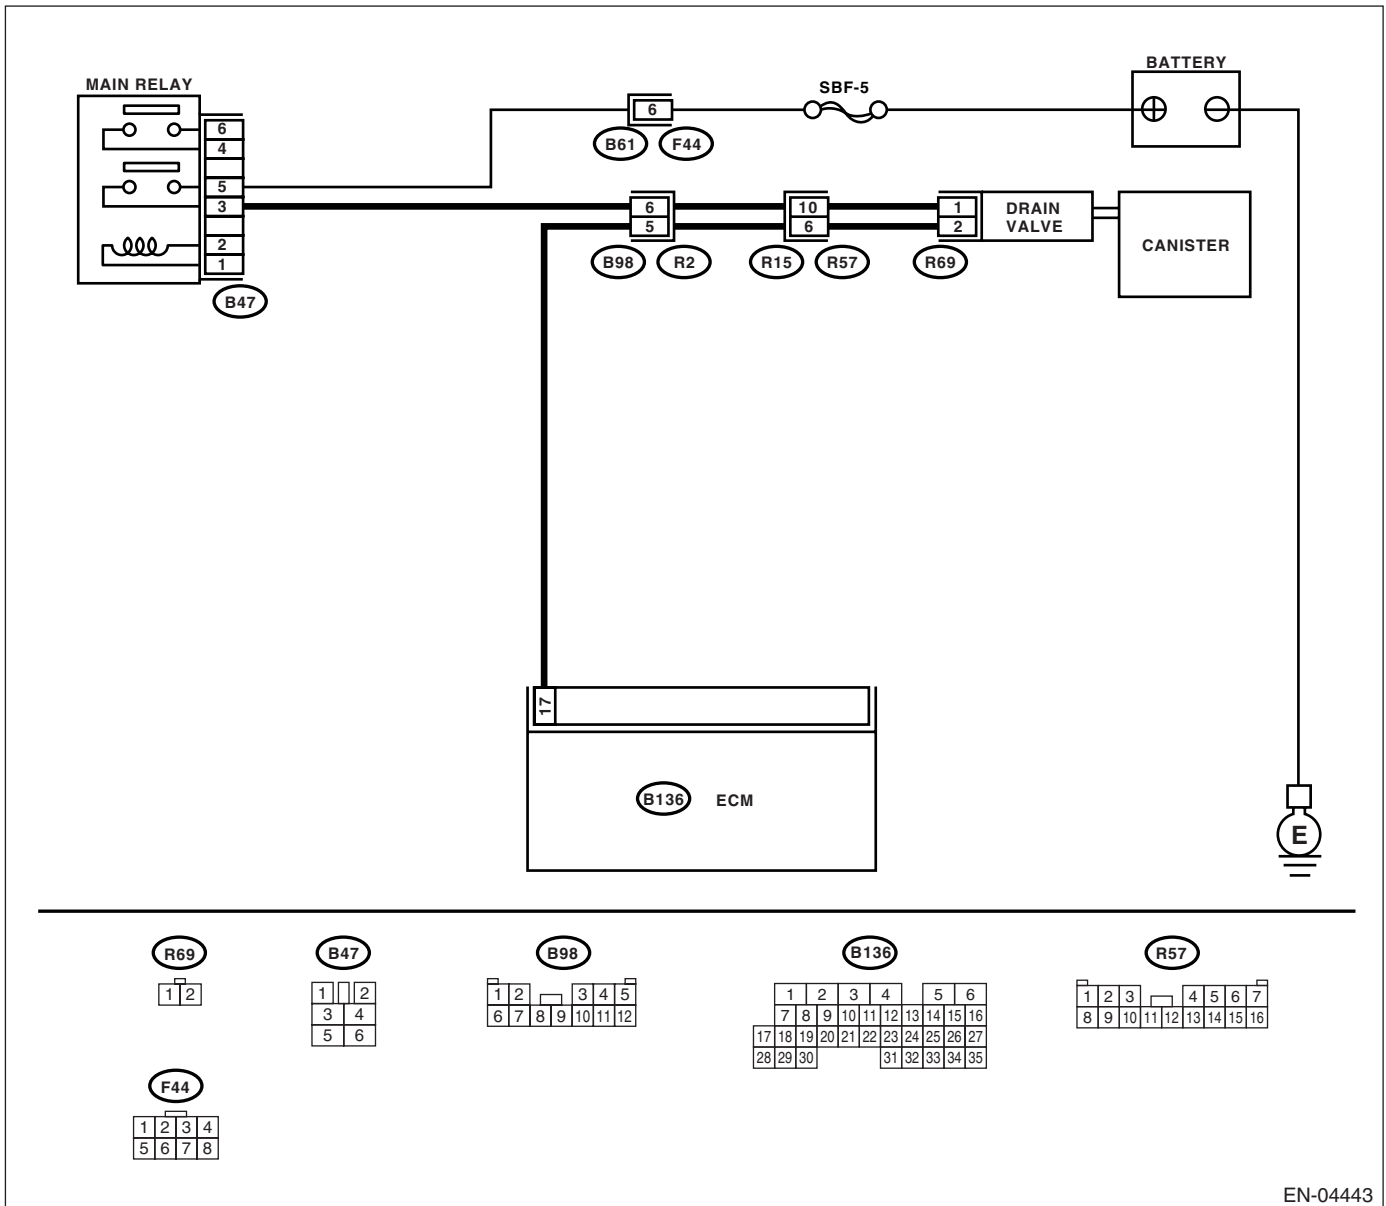 BATTERY
MAIN RELAY
SBF-5
6
4
5
3
2
1
B47
6
B61 F44
6
5
B98 R2
10
6
R15 R57
1
2
R69
DRAIN
VALVE
CANISTER
17
B136 ECM
E
R69
1 2
B47
1 2
3 4
5 6
B98
1 2 3 4 5
6 7 8 9 10 11 12
B136
1 2 3 4 5 6
7 8 9 10 11 12 13 14 15 16
17 18 19 20 21 22 23 24 25 26 27
28 29 30 31 32 33 34 35
R57
1 2 3 4 5 6 7
8 9 10 11 12 13 14 15 16
F44
1 2 3 4
5 6 7 8
EN-04443